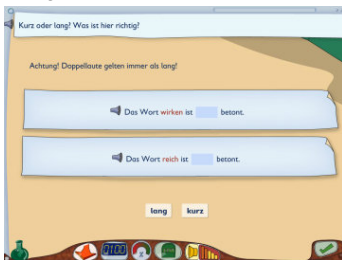 Kurz oder lang? Was ist hier richtig?
Achtung! Doppellaute gelten immer als lang!
Das Wort wirken ist betont.
Das Wort reich ist betont.
lang kurz